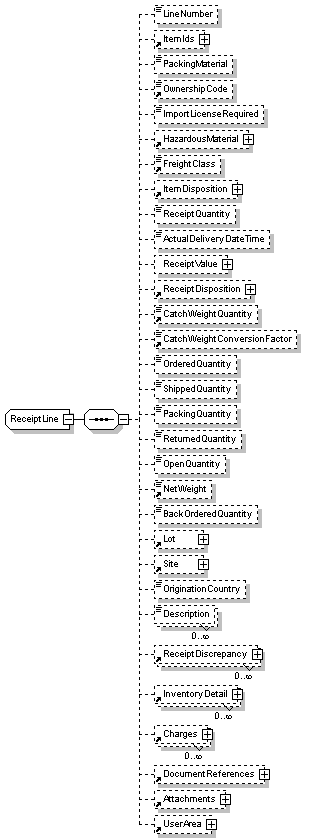 LineNumber
ItemIds
PackingMaterial
OwnershipCode
ImportLicenseRequired
HazardousMaterial
FreightClass
ItemDisposition
ReceiptQuantity
ActualDeliveryDateTime
ReceiptValue
ReceiptDisposition
CatchWeightQuantity
CatchWeightConversionFactor
OrderedQuantity
ShippedQuantity
ReceiptLine
PackingQuantity
ReturnedQuantity
OpenQuantity
NetWeight
BackOrderedQuantity
Lot
Site
OriginationCountry
Description
0..∞
ReceiptDiscrepancy
0..∞
InventoryDetail
0..∞
Charges
0..∞
DocumentReferences
Attachments
UserArea